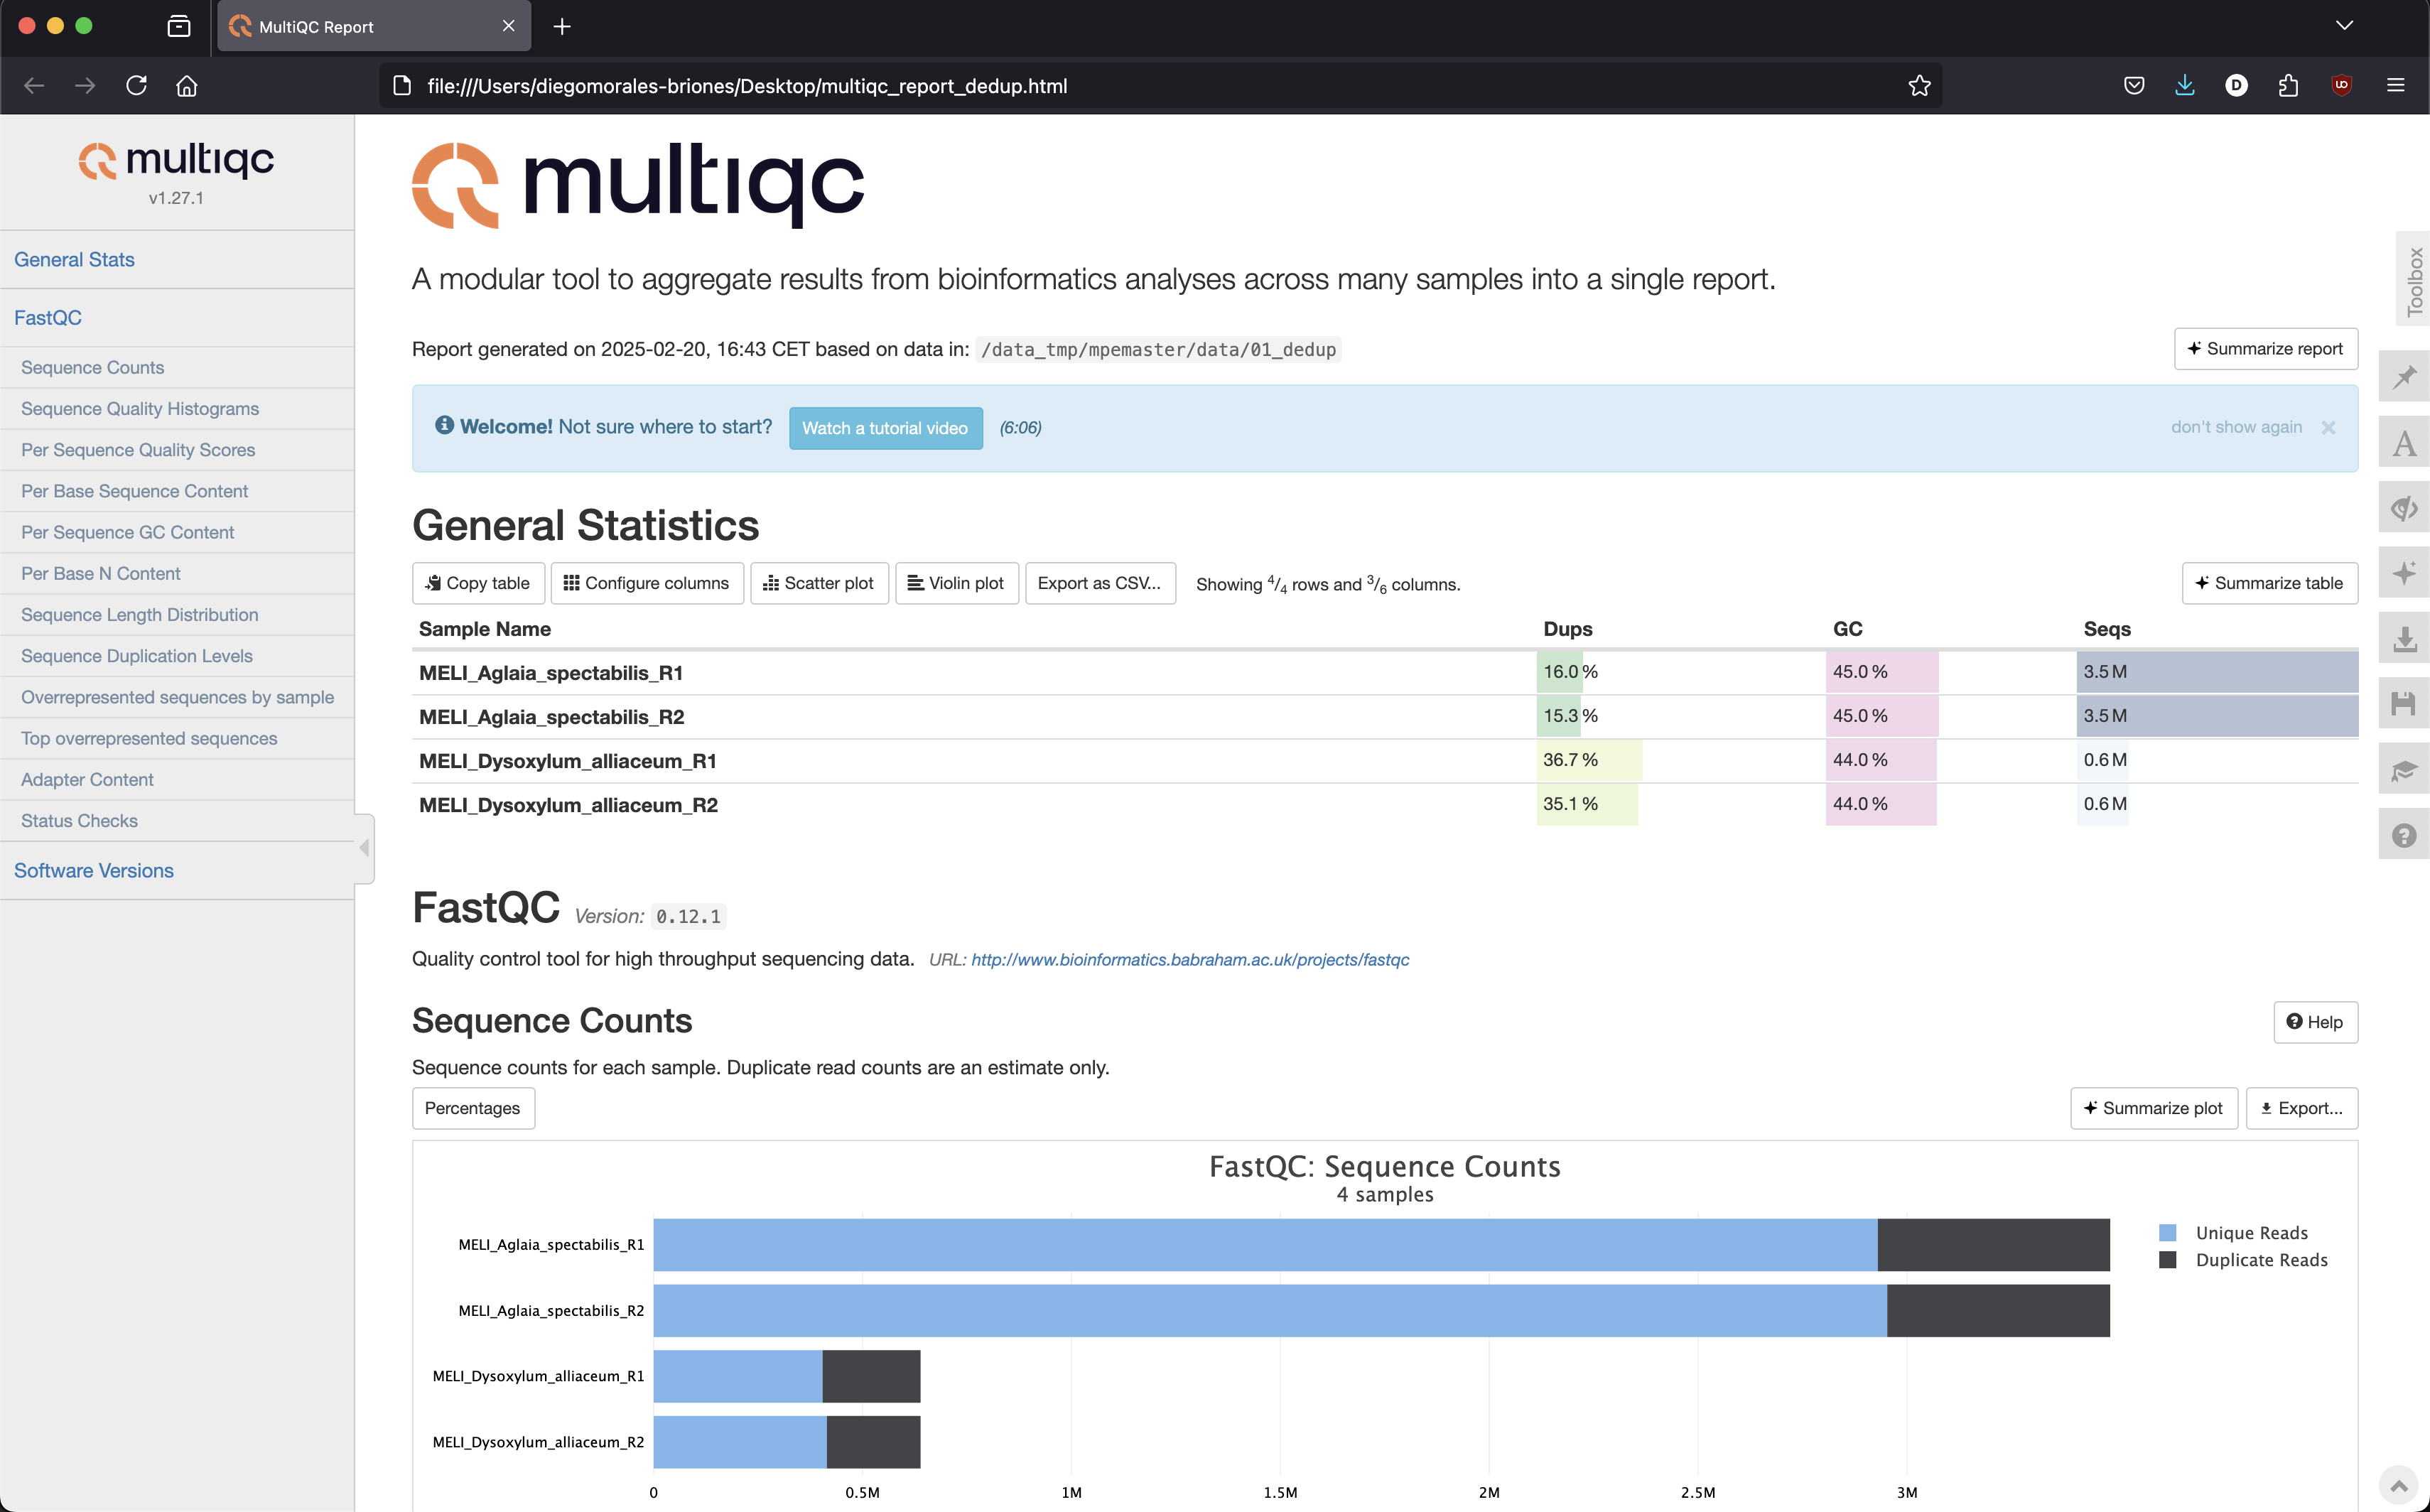 MultiQC Report
file:///Users/diegomorales-briones/Desktop/multiqc_report_dedup.html
D
multiqc
v1.27.1
General Stats
FastQC
Sequence Counts
Sequence Quality Histograms
Per Sequence Quality Scores
Per Base Sequence Content
Per Sequence GC Content
Per Base N Content
Sequence Length Distribution
Sequence Duplication Levels
Overrepresented sequences by sample
Top overrepresented sequences
Adapter Content
Status Checks
Software Versions
multiqc
A modular tool to aggregate results from bioinformatics analyses across many samples into a single report.
Report generated on 2025-02-20, 16:43 CET based on data in: /data_tmp/mpemaster/data/01_dedup
Summarize report
Welcome! Not sure where to start? Watch a tutorial video (6:06) don't show again ×
General Statistics
Copy table Configure columns Scatter plot Violin plot Export as CSV... Showing 4/4 rows and 3/6 columns. Summarize table
Sample Name Dups GC Seqs
MELI_Aglaia_spectabilis_R1 16.0 % 45.0 % 3.5 M
MELI_Aglaia_spectabilis_R2 15.3 % 45.0 % 3.5 M
MELI_Dysoxylum_alliaceum_R1 36.7 % 44.0 % 0.6 M
MELI_Dysoxylum_alliaceum_R2 35.1 % 44.0 % 0.6 M
FastQC Version: 0.12.1
Quality control tool for high throughput sequencing data. URL: http://www.bioinformatics.babraham.ac.uk/projects/fastqc
Sequence Counts
Help
Sequence counts for each sample. Duplicate read counts are an estimate only.
Percentages
Summarize plot Export...
FastQC: Sequence Counts
4 samples
MELI_Aglaia_spectabilis_R1
MELI_Aglaia_spectabilis_R2
MELI_Dysoxylum_alliaceum_R1
MELI_Dysoxylum_alliaceum_R2
0 0.5M 1M 1.5M 2M 2.5M 3M
Unique Reads
Duplicate Reads
Toolbox
A